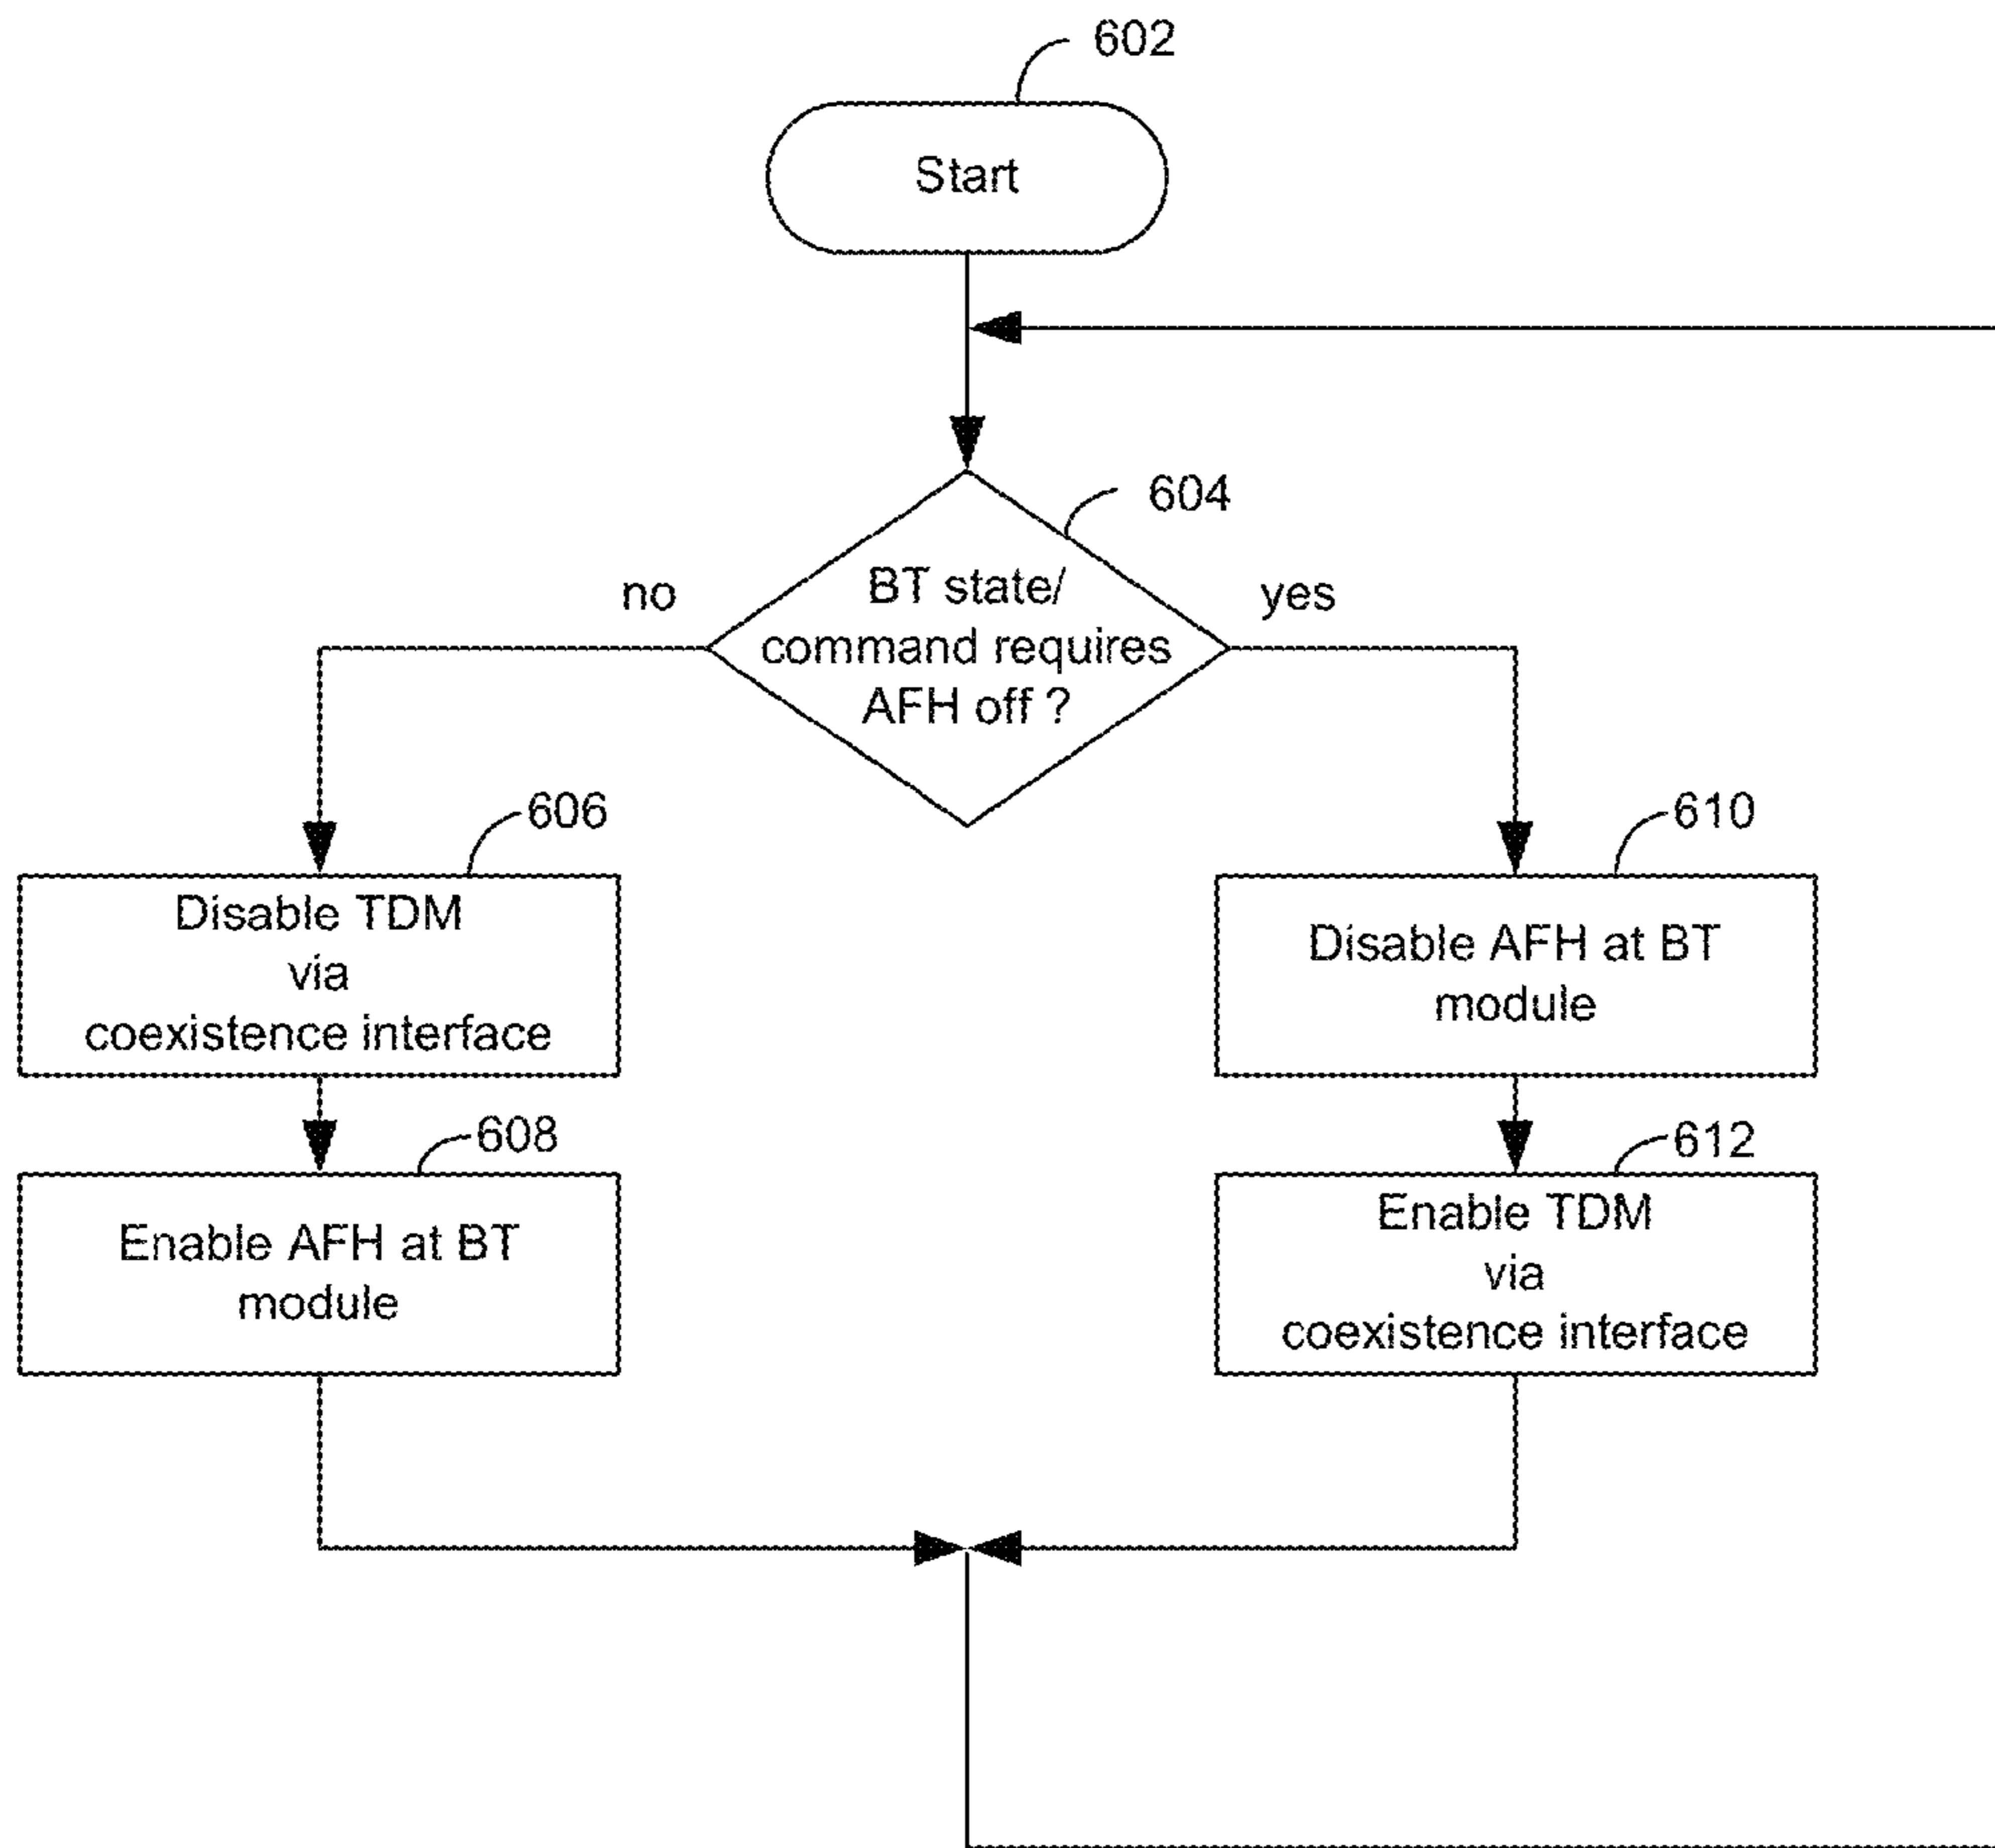 602
Start
604
no
BT state/
command requires
AFH off ?
yes
606
Disable TDM
via
coexistence interface
610
Disable AFH at BT
module
608
Enable AFH at BT
module
612
Enable TDM
via
coexistence interface